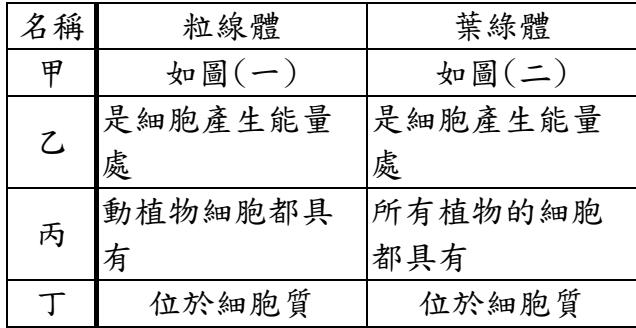 名稱 粒線體 葉綠體
甲 如圖(一) 如圖(二)
乙 是細胞產生能量處 是細胞產生能量處
丙 動植物細胞都具有 所有植物的細胞都具有
丁 位於細胞質 位於細胞質